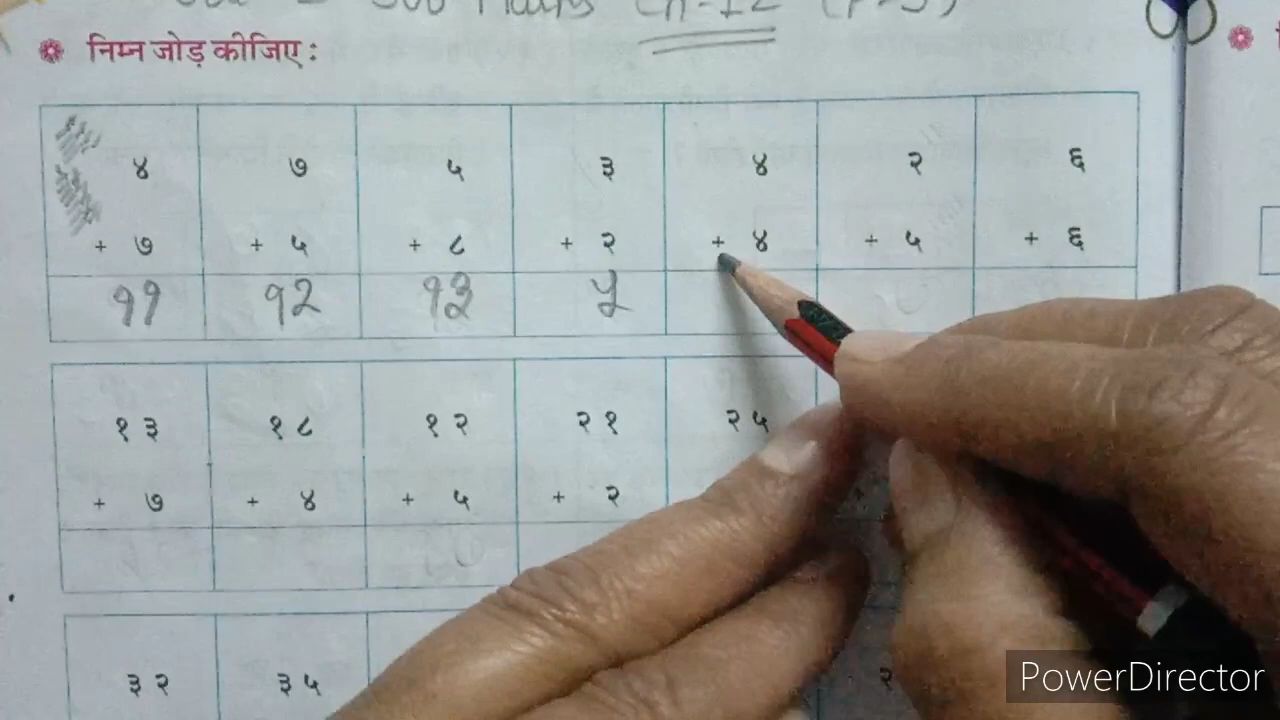 निम्न जोड़ कीजिए :
४ ७ ५ ३ ४ २ ६
+ ७ + ५ + ८ + २ + ४ + ५ + ६
११ १२ १३ ५
१३ १८ १२ २१ २५
+ ७ + ४ + ५ + २
३२ ३५
PowerDirector